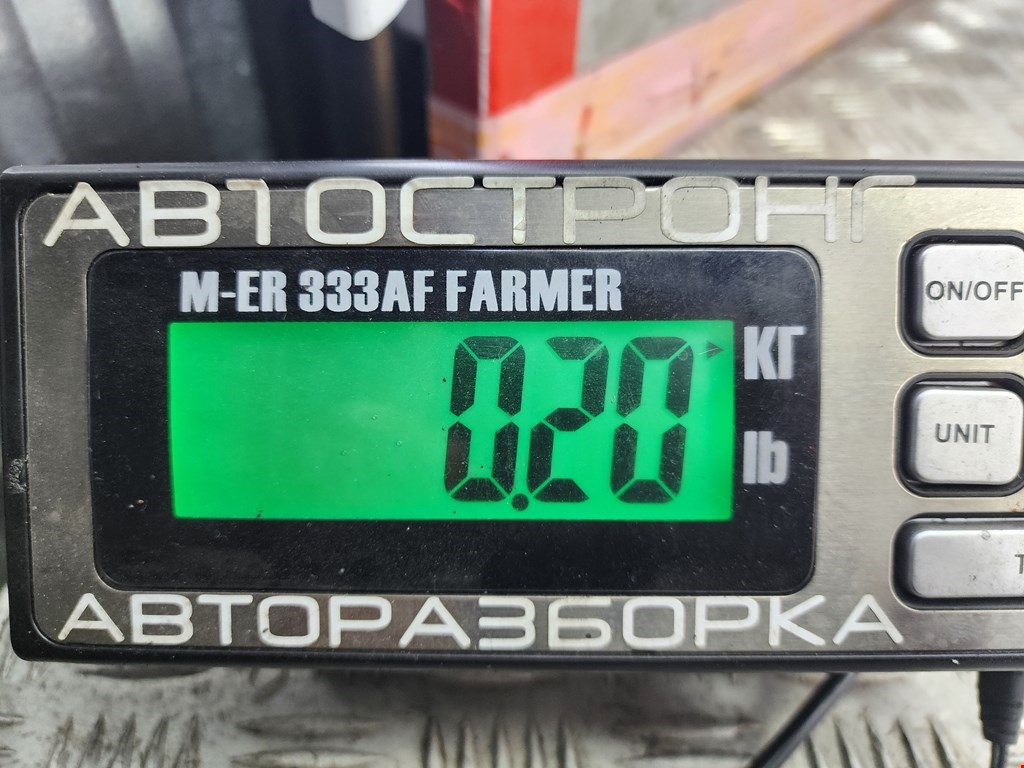 АВТОСТРОНГ
M-ER 333AF FARMER
0.20
КГ
lb
ON/OFF
UNIT
АВТОРАЗБОРКА